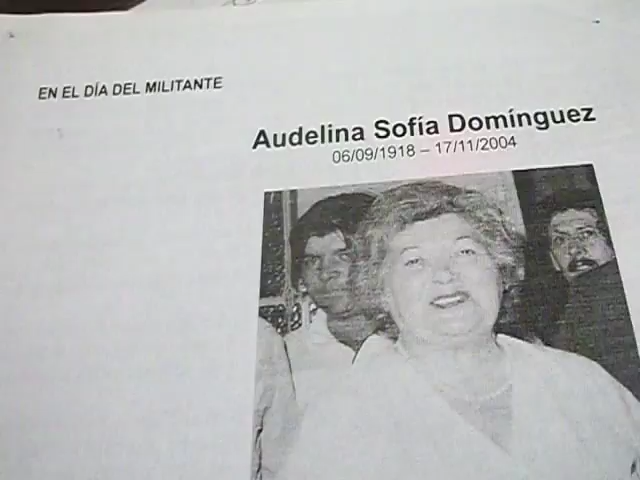 EN EL DÍA DEL MILITANTE
Audelina Sofía Domínguez
06/09/1918 – 17/11/2004